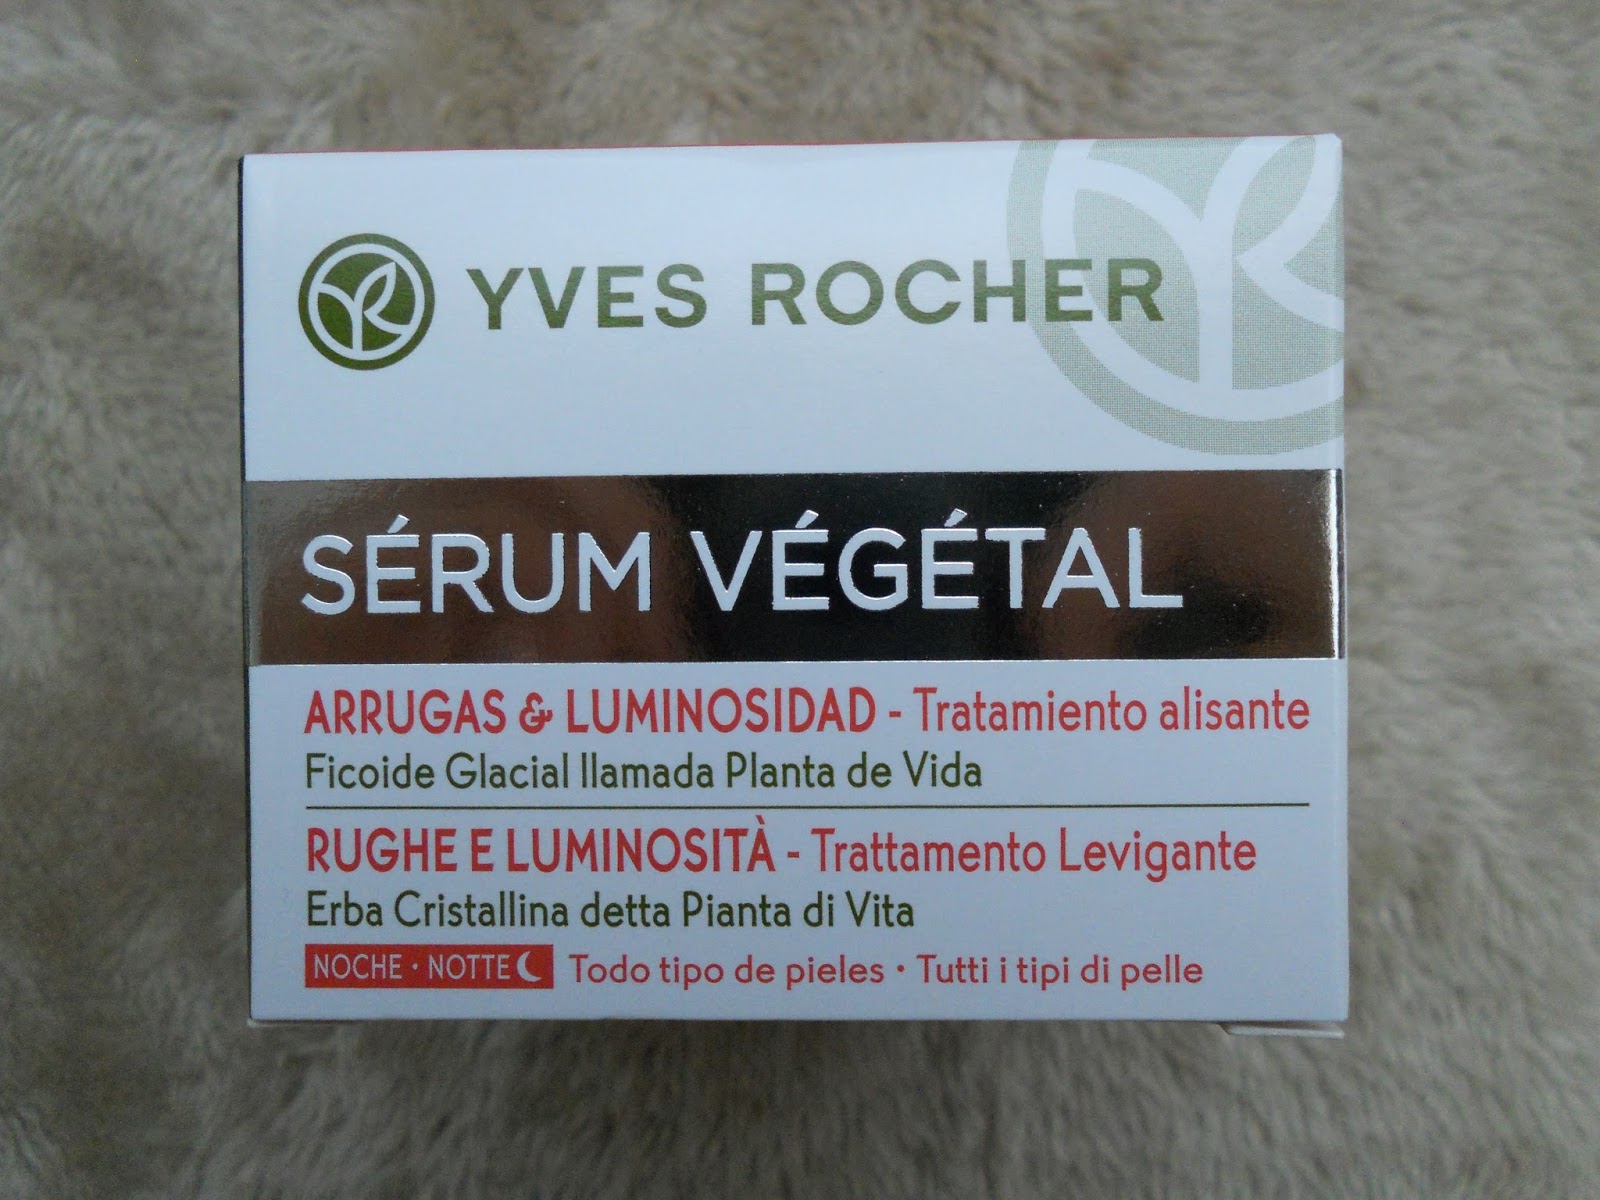 YVES ROCHER
SÉRUM VÉGÉTAL
ARRUGAS & LUMINOSIDAD - Tratamiento alisante
Ficoide Glacial llamada Planta de Vida
RUGHE E LUMINOSITÀ - Trattamento Levigante
Erba Cristallina detta Pianta di Vita
NOCHE • NOTTE Todo tipo de pieles • Tutti i tipi di pelle